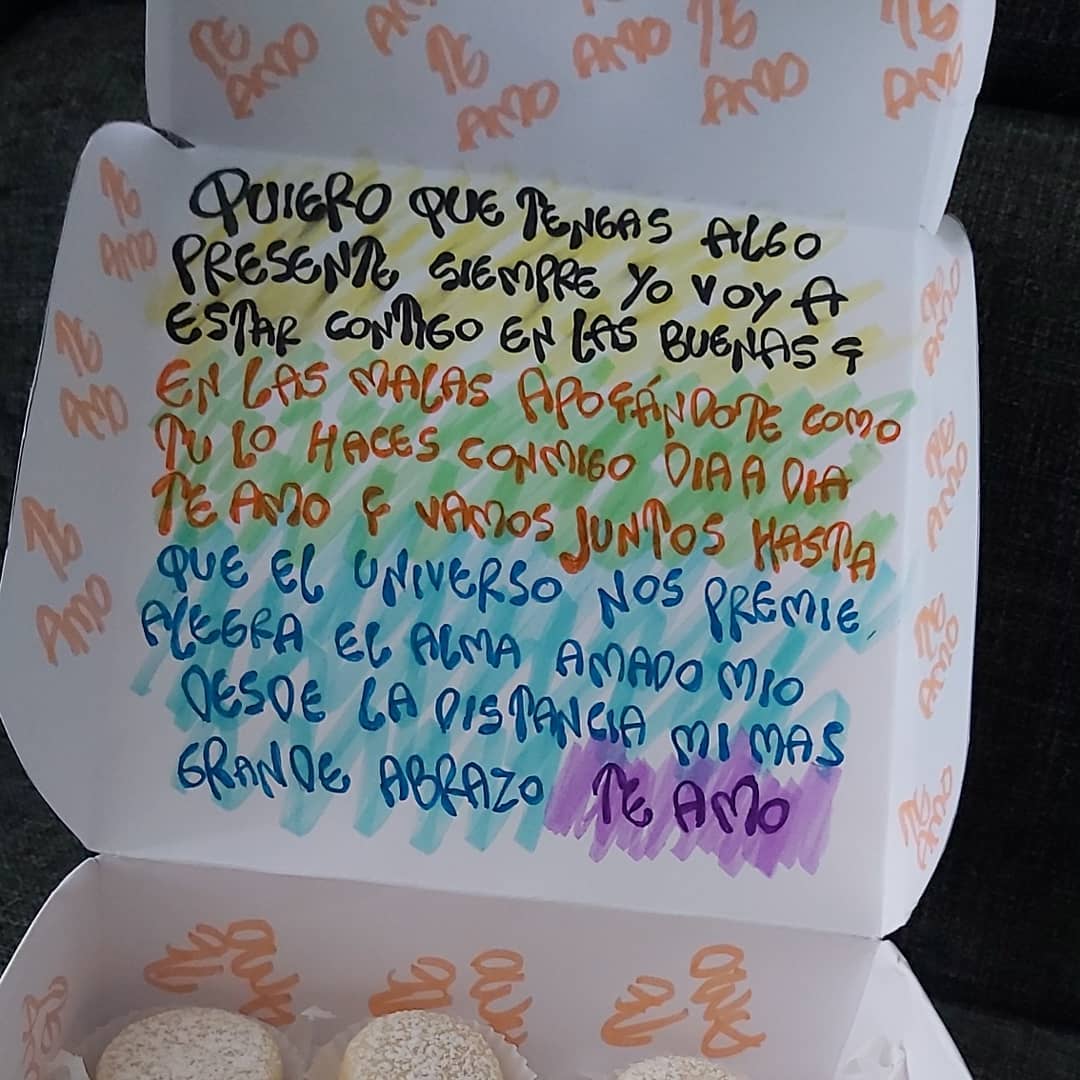 TE AMO
AMO
TE AMO
AMO
TE AMO
TE AMO
QUIERO QUE TENGAS ALGO
PRESENTE SIEMPRE YO VOY A
ESTAR CONTIGO EN LAS BUENAS Y
EN LAS MALAS APOYÁNDOTE COMO
TU LO HACES CONMIGO DIA A DIA
TE AMO Y VAMOS JUNTOS HASTA
QUE EL UNIVERSO NOS PREMIE
ALEGRA EL ALMA AMADO MIO
DESDE LA DISTANCIA MI MAS
GRANDE ABRAZO TE AMO
TE AMO
TE AMO
TE AMO
TE AMO
TE AMO
TE AMO
TE AMO
TE AMO
TE AMO
TE AMO